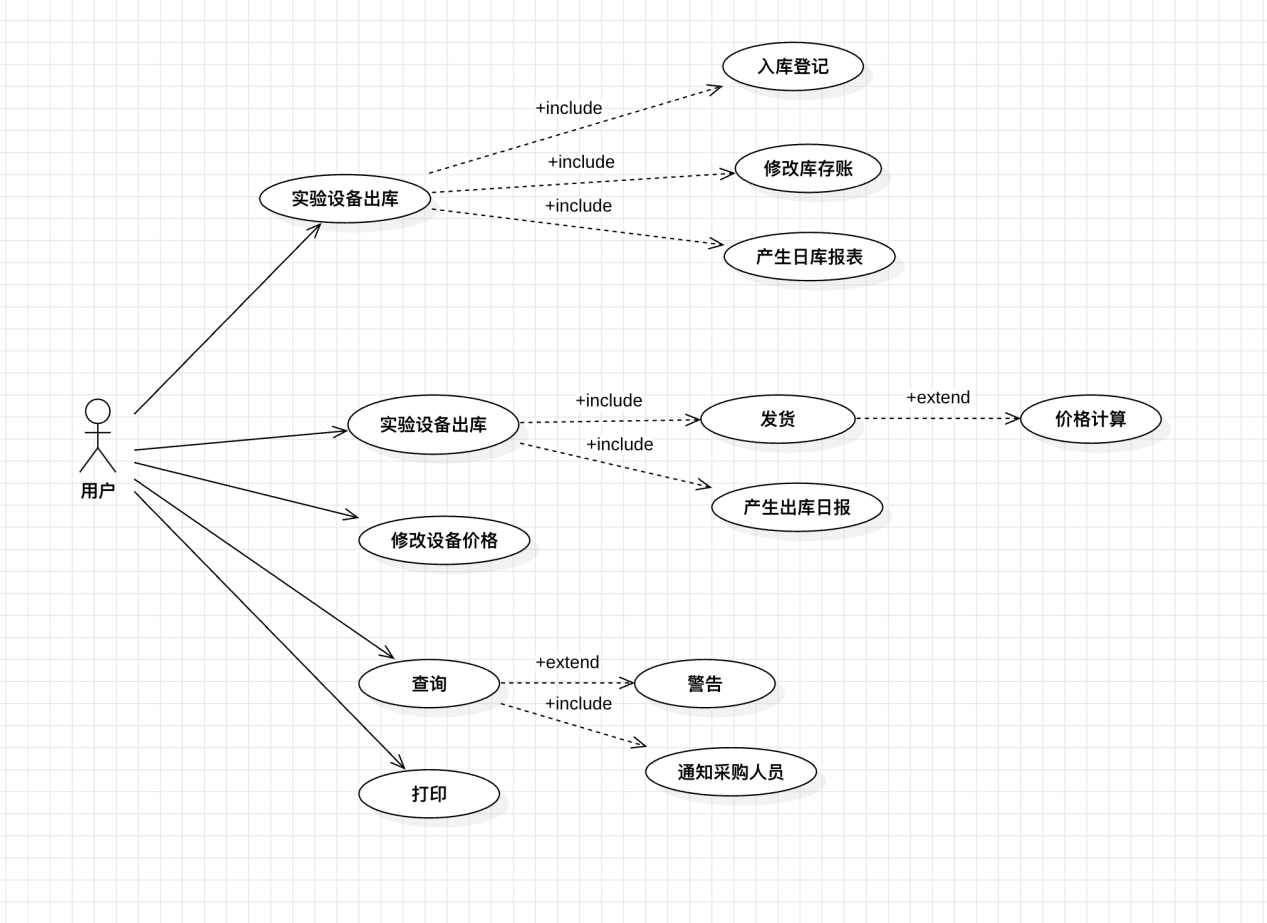 入库登记
+include
+include
修改库存账
实验设备出库
+include
产生日库报表
+include
+extend
实验设备出库
发货
价格计算
+include
用户
产生出库日报
修改设备价格
+extend
查询
警告
+include
通知采购人员
打印